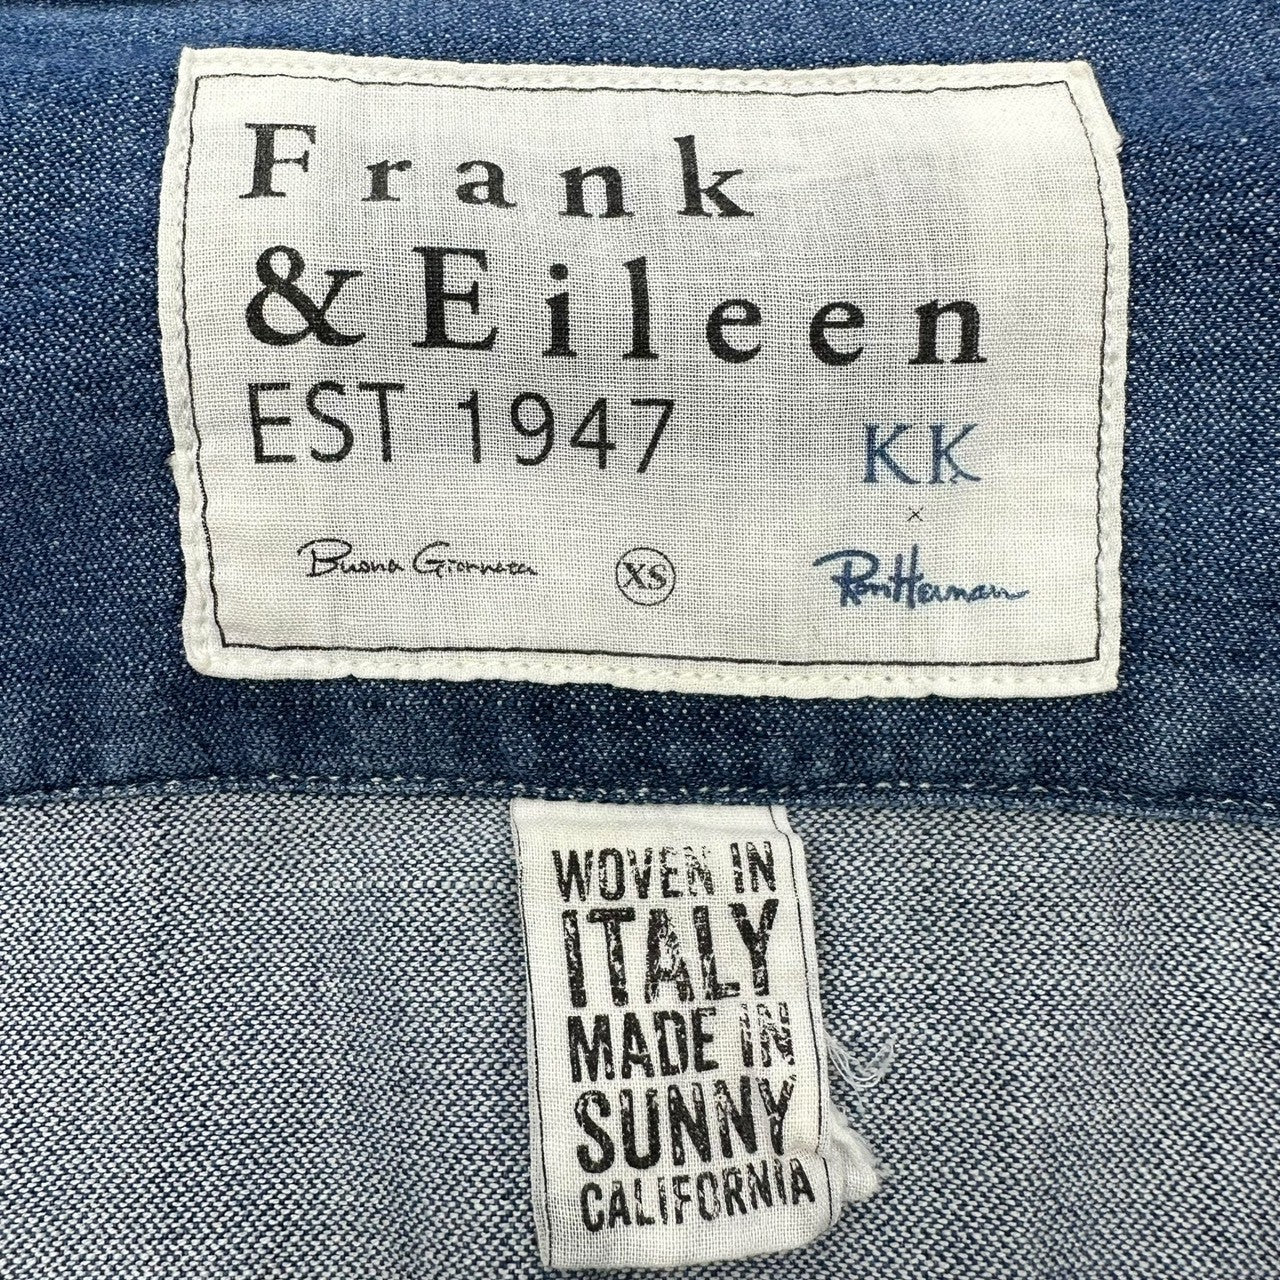 Frank
& Eileen
EST 1947
KK
×
Buona Giornata
XS
Ron Herman
WOVEN IN
ITALY
MADE IN
SUNNY
CALIFORNIA